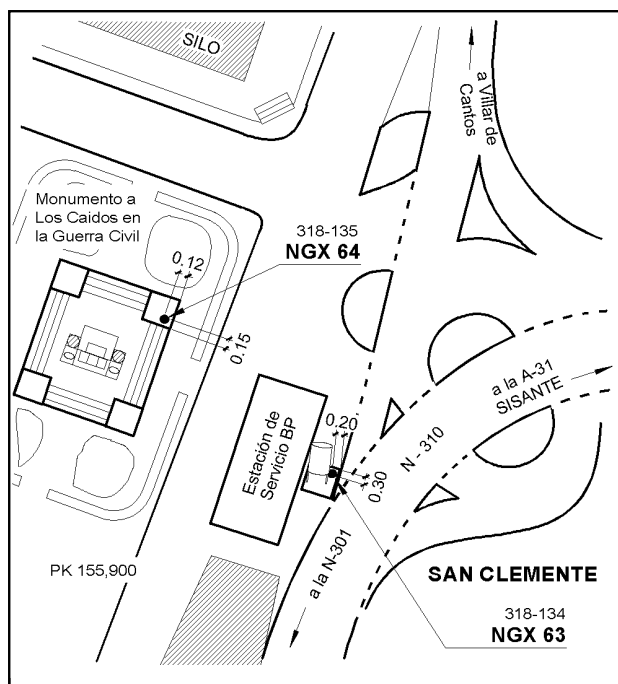 SILO
a Villar de
Cantos
Monumento a
Los Caidos en
la Guerra Civil
318-135
NGX 64
0.12
0.15
a la A-31
SISANTE
0.20
Estación de
Servicio BP
N - 310
0.30
a la N-301
PK 155,900
SAN CLEMENTE
318-134
NGX 63